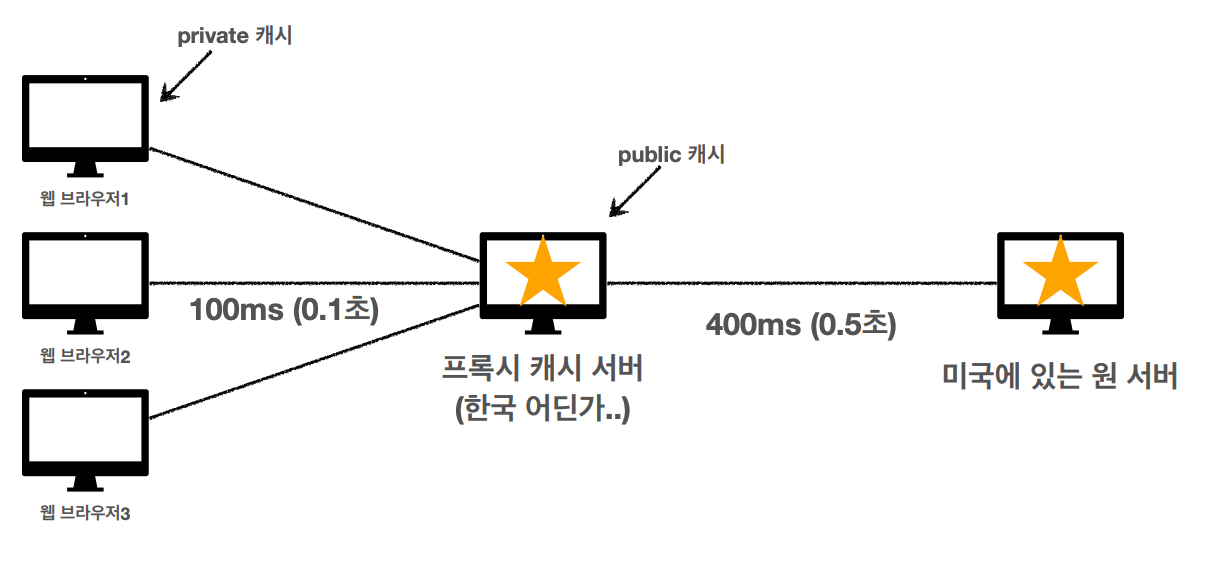 private 캐시
public 캐시
웹 브라우저1
웹 브라우저2
웹 브라우저3
100ms (0.1초)
프록시 캐시 서버
(한국 어딘가..)
400ms (0.5초)
미국에 있는 원 서버